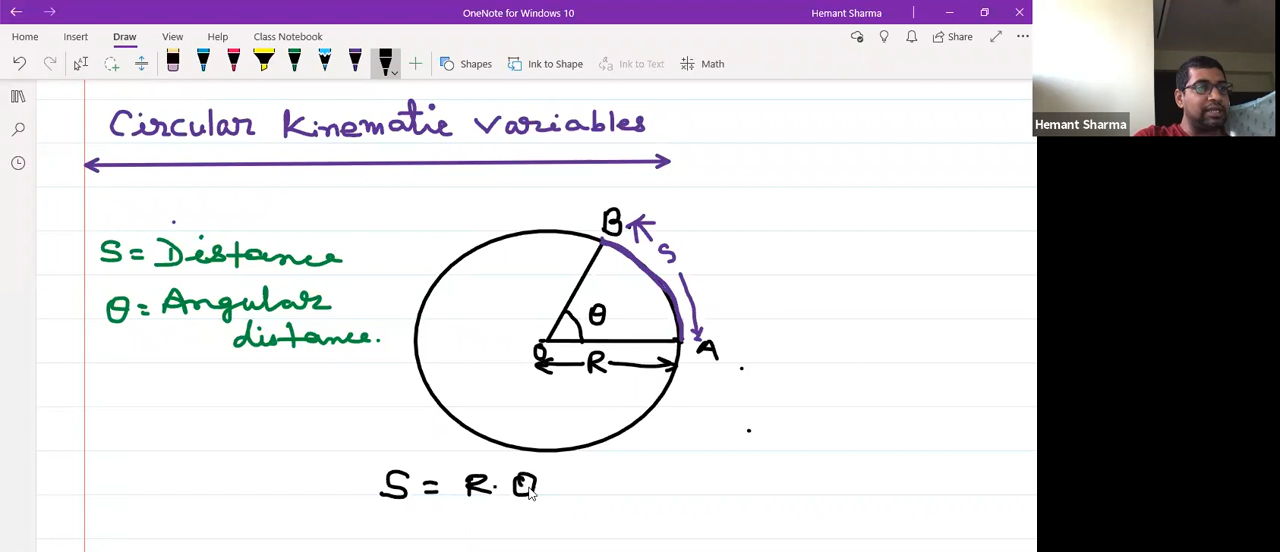 OneNote for Windows 10
Hemant Sharma
Home Insert Draw View Help Class Notebook
Share
Shapes Ink to Shape Ink to Text Math
Hemant Sharma
Circular Kinematic variables
S = Distance
θ = Angular
distance.
B
S
θ
O
A
R
S = R. θ